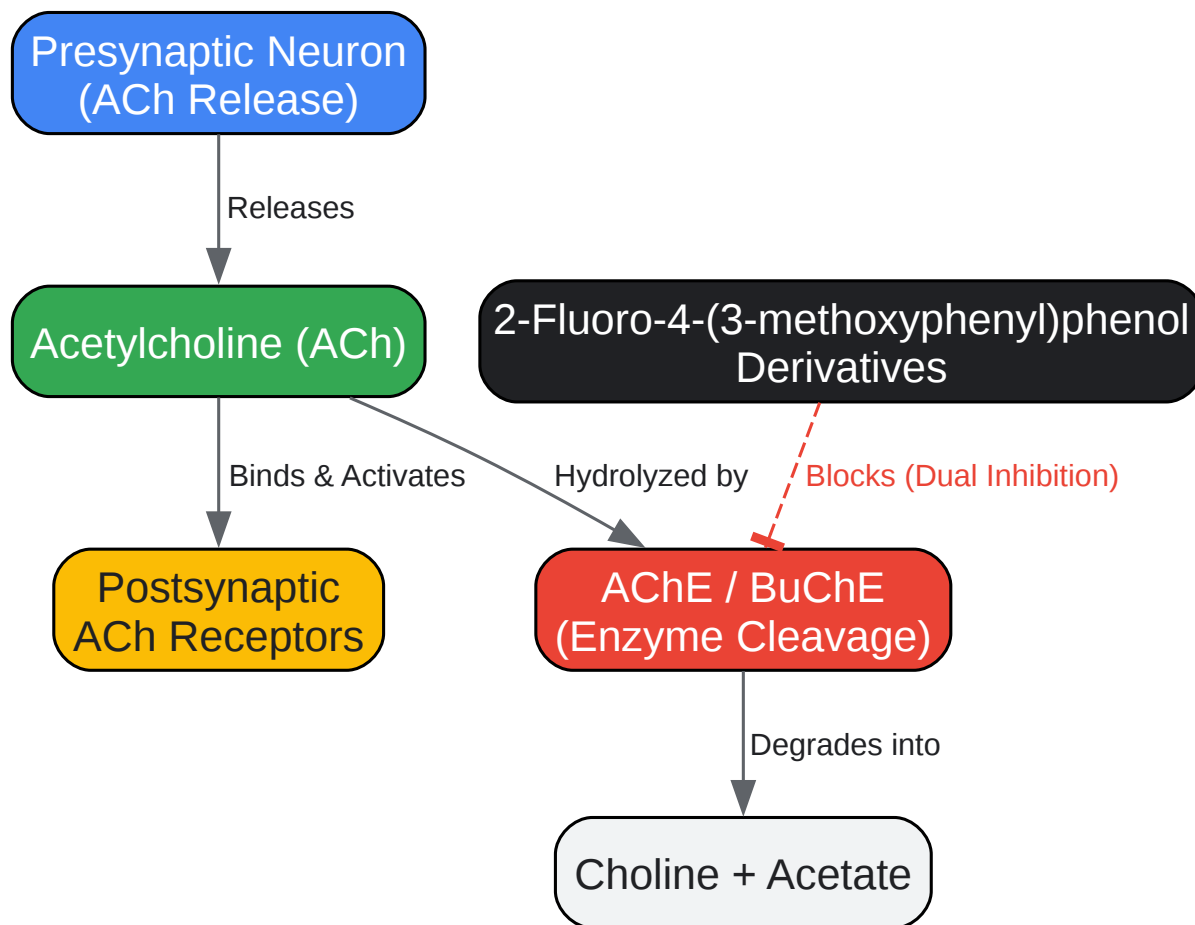 Presynaptic Neuron
(ACh Release)
Releases
Acetylcholine (ACh)
2-Fluoro-4-(3-methoxyphenyl)phenol
Derivatives
Binds & Activates
Hydrolyzed by
Blocks (Dual Inhibition)
Postsynaptic
ACh Receptors
AChE / BuChE
(Enzyme Cleavage)
Degrades into
Choline + Acetate